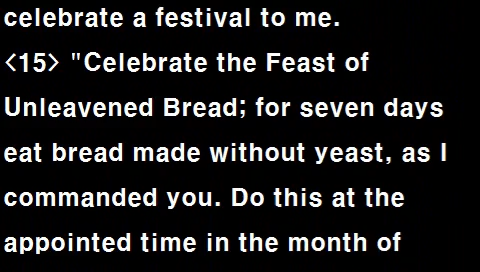 celebrate a festival to me.
<15> "Celebrate the Feast of
Unleavened Bread; for seven days
eat bread made without yeast, as I
commanded you. Do this at the
appointed time in the month of